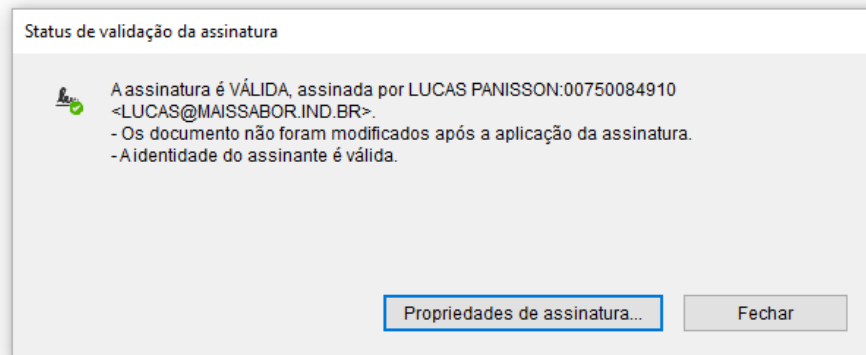 Status de validação da assinatura
A assinatura é VÁLIDA, assinada por LUCAS PANISSON:00750084910
<LUCAS@MAISSABOR.IND.BR>.
- Os documento não foram modificados após a aplicação da assinatura.
- A identidade do assinante é válida.
Propriedades de assinatura...
Fechar